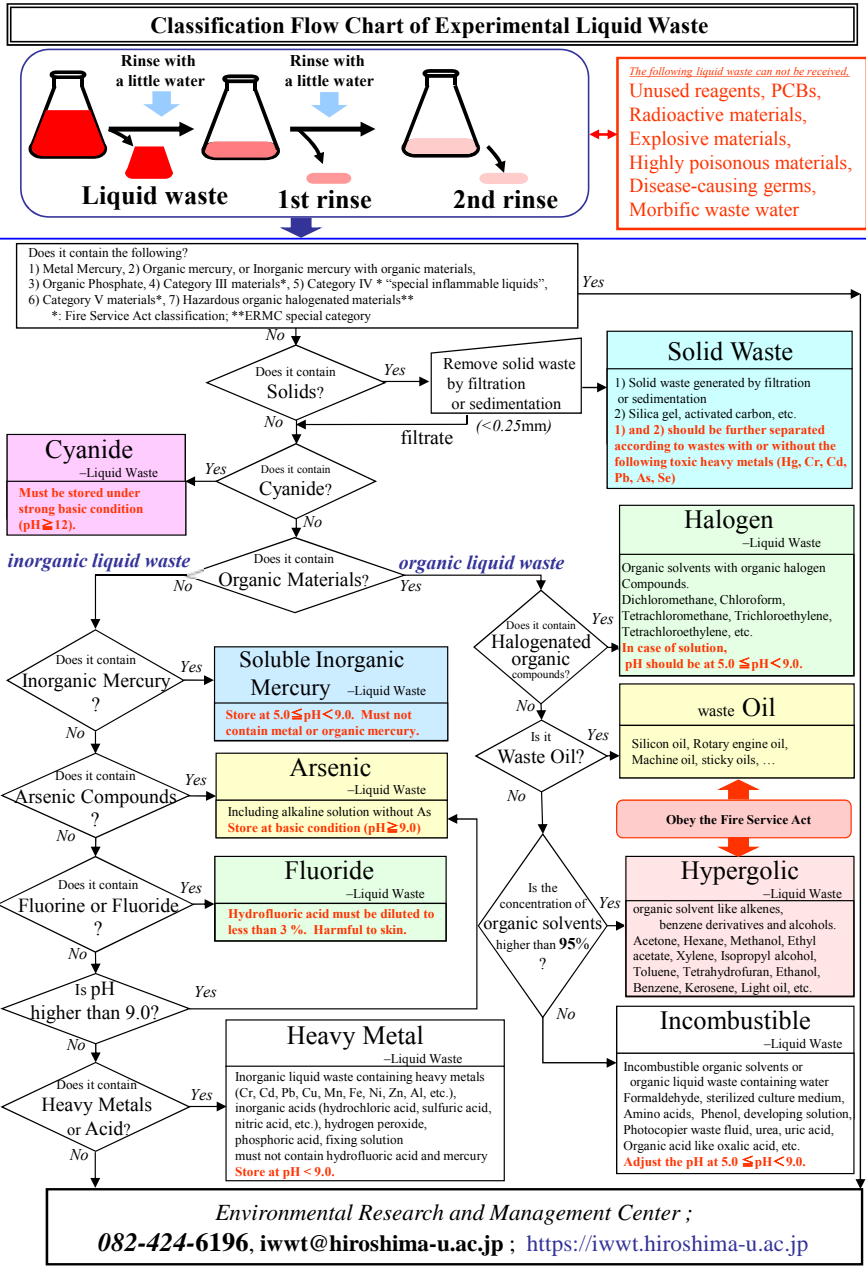 Classification Flow Chart of Experimental Liquid Waste
Rinse with
a little water
Rinse with
a little water
Liquid waste
1st rinse
2nd rinse
The following liquid waste can not be received.
Unused reagents, PCBs,
Radioactive materials,
Explosive materials,
Highly poisonous materials,
Disease-causing germs,
Morbific waste water
Does it contain the following?
1) Metal Mercury, 2) Organic mercury, or Inorganic mercury with organic materials,
3) Organic Phosphate, 4) Category III materials*, 5) Category IV * “special inflammable liquids”,
6) Category V materials*, 7) Hazardous organic halogenated materials**
*: Fire Service Act classification; **ERMC special category
Yes
No
Does it contain
Solids?
Yes
No
Remove solid waste
by filtration
or sedimentation
(<0.25mm)
filtrate
Solid Waste
1) Solid waste generated by filtration
or sedimentation
2) Silica gel, activated carbon, etc.
1) and 2) should be further separated
according to wastes with or without the
following toxic heavy metals (Hg, Cr, Cd,
Pb, As, Se)
Cyanide
–Liquid Waste
Must be stored under
strong basic condition
(pH≧12).
Yes
Does it contain
Cyanide?
No
inorganic liquid waste
No
Does it contain
Organic Materials?
organic liquid waste
Yes
Halogen
–Liquid Waste
Organic solvents with organic halogen
Compounds.
Dichloromethane, Chloroform,
Tetrachloromethane, Trichloroethylene,
Tetrachloroethylene, etc.
In case of solution,
pH should be at 5.0 ≦pH<9.0.
Does it contain
Halogenated
organic
compounds?
Yes
No
Does it contain
Inorganic Mercury
?
Yes
No
Soluble Inorganic
Mercury –Liquid Waste
Store at 5.0≦pH<9.0. Must not
contain metal or organic mercury.
Is it
Waste Oil?
Yes
No
waste Oil
Silicon oil, Rotary engine oil,
Machine oil, sticky oils, …
Does it contain
Arsenic Compounds
?
Yes
No
Arsenic
–Liquid Waste
Including alkaline solution without As
Store at basic condition (pH≧9.0)
Obey the Fire Service Act
Does it contain
Fluorine or Fluoride
?
Yes
No
Fluoride
–Liquid Waste
Hydrofluoric acid must be diluted to
less than 3 %. Harmful to skin.
Is the
concentration of
organic solvents
higher than 95%
?
Yes
No
Hypergolic
–Liquid Waste
organic solvent like alkenes,
benzene derivatives and alcohols.
Acetone, Hexane, Methanol, Ethyl
acetate, Xylene, Isopropyl alcohol,
Toluene, Tetrahydrofuran, Ethanol,
Benzene, Kerosene, Light oil, etc.
Is pH
higher than 9.0?
Yes
No
Does it contain
Heavy Metals
or Acid?
Yes
No
Heavy Metal
–Liquid Waste
Inorganic liquid waste containing heavy metals
(Cr, Cd, Pb, Cu, Mn, Fe, Ni, Zn, Al, etc.),
inorganic acids (hydrochloric acid, sulfuric acid,
nitric acid, etc.), hydrogen peroxide,
phosphoric acid, fixing solution
must not contain hydrofluoric acid and mercury
Store at pH < 9.0.
Incombustible
–Liquid Waste
Incombustible organic solvents or
organic liquid waste containing water
Formaldehyde, sterilized culture medium,
Amino acids, Phenol, developing solution,
Photocopier waste fluid, urea, uric acid,
Organic acid like oxalic acid, etc.
Adjust the pH at 5.0 ≦pH<9.0.
Environmental Research and Management Center ;
082-424-6196, iwwt@hiroshima-u.ac.jp ; https://iwwt.hiroshima-u.ac.jp